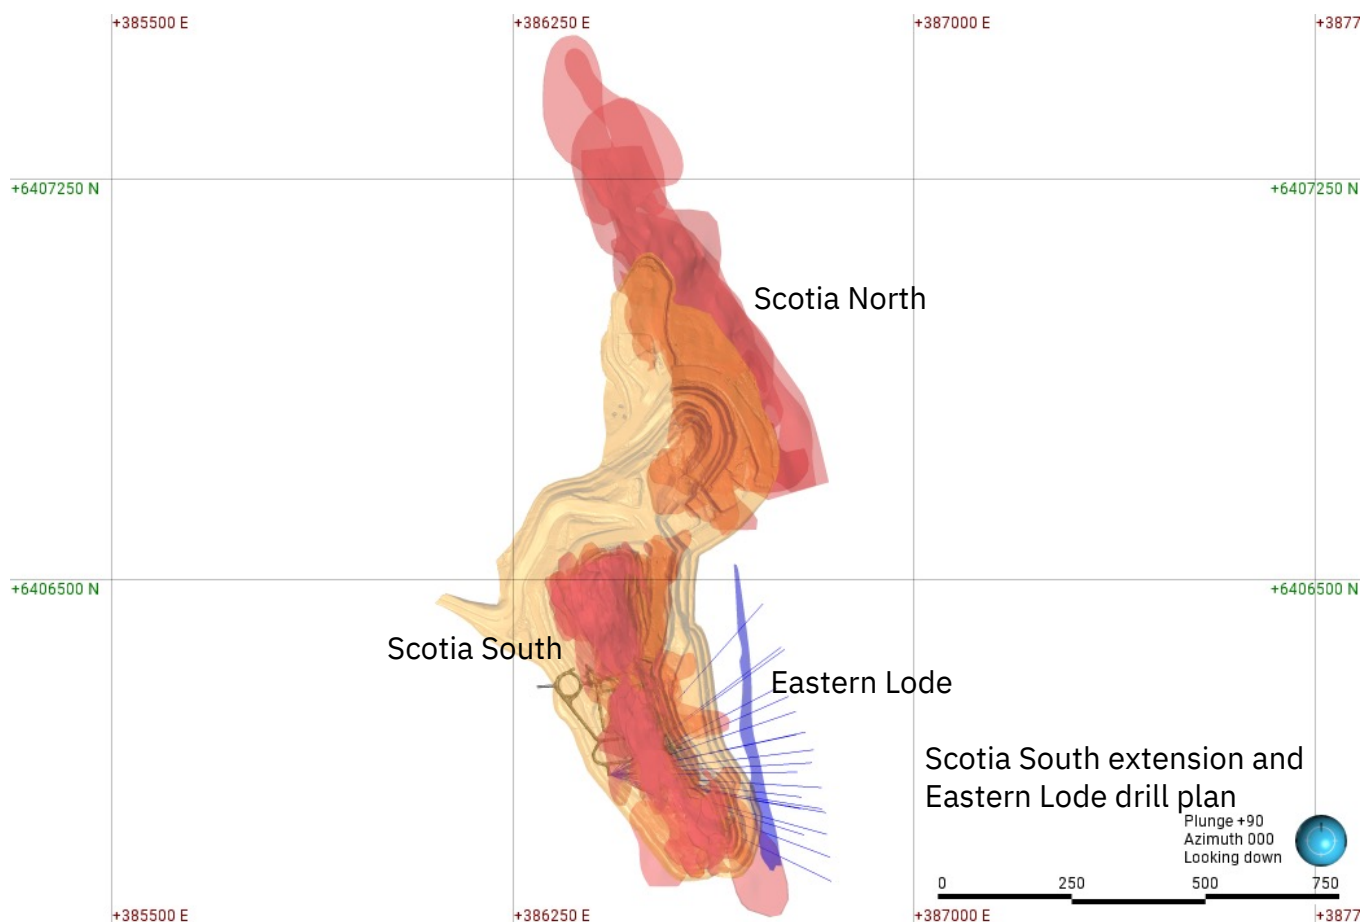 +385500 E
+386250 E
+387000 E
+3877
+6407250 N
+6407250 N
Scotia North
+6406500 N
+6406500 N
Scotia South
Eastern Lode
Scotia South extension and
Eastern Lode drill plan
Plunge +90
Azimuth 000
Looking down
0
250
500
750
+385500 E
+386250 E
+387000 E
+3877